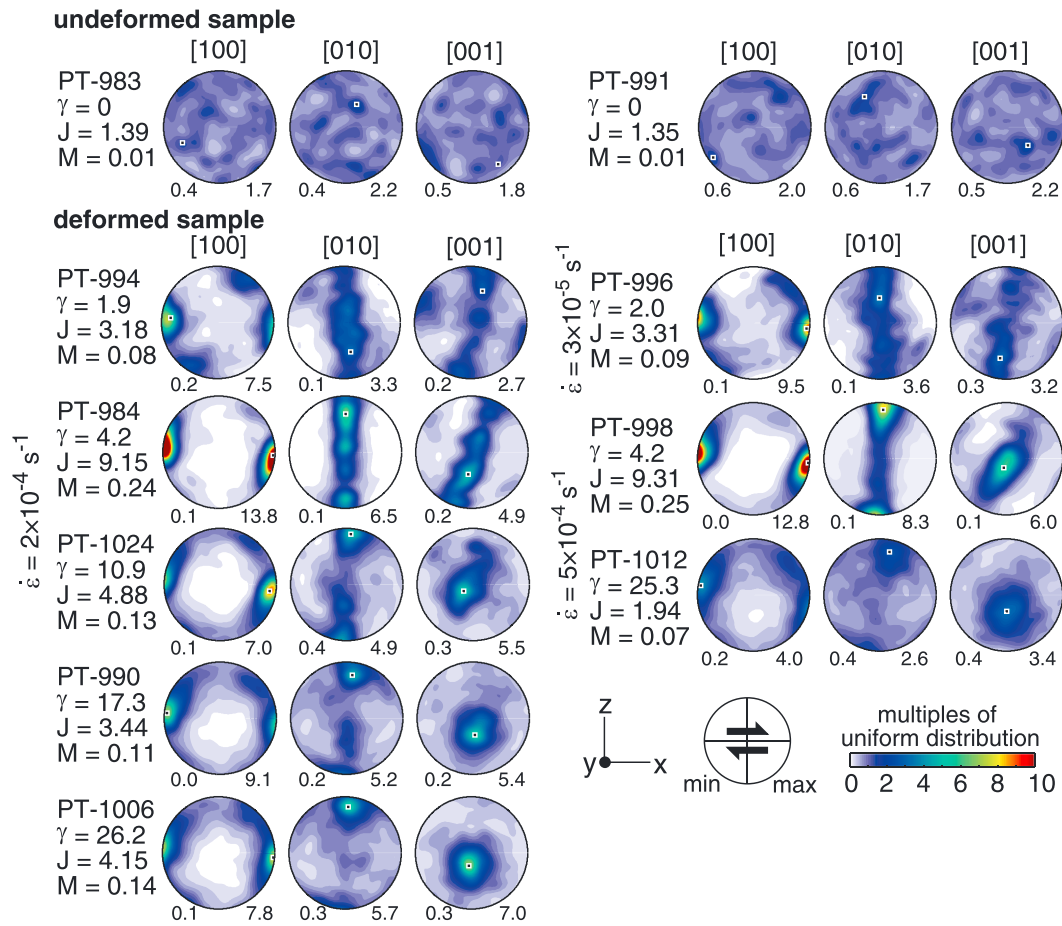 undeformed sample
[100] [010] [001]
PT-983
γ = 0
J = 1.39
M = 0.01
0.4 1.7 0.4 2.2 0.5 1.8
[100] [010] [001]
PT-991
γ = 0
J = 1.35
M = 0.01
0.6 2.0 0.6 1.7 0.5 2.2
deformed sample
[100] [010] [001]
ε̇ = 2×10⁻⁴ s⁻¹
PT-994
γ = 1.9
J = 3.18
M = 0.08
0.2 7.5 0.1 3.3 0.2 2.7
PT-984
γ = 4.2
J = 9.15
M = 0.24
0.1 13.8 0.1 6.5 0.2 4.9
PT-1024
γ = 10.9
J = 4.88
M = 0.13
0.1 7.0 0.4 4.9 0.3 5.5
PT-990
γ = 17.3
J = 3.44
M = 0.11
0.0 9.1 0.2 5.2 0.2 5.4
PT-1006
γ = 26.2
J = 4.15
M = 0.14
0.1 7.8 0.3 5.7 0.3 7.0
[100] [010] [001]
ε̇ = 3×10⁻⁵ s⁻¹
PT-996
γ = 2.0
J = 3.31
M = 0.09
0.1 9.5 0.1 3.6 0.3 3.2
ε̇ = 5×10⁻⁴ s⁻¹
PT-998
γ = 4.2
J = 9.31
M = 0.25
0.0 12.8 0.1 8.3 0.1 6.0
PT-1012
γ = 25.3
J = 1.94
M = 0.07
0.2 4.0 0.4 2.6 0.4 3.4
z
y x
min max
multiples of
uniform distribution
0 2 4 6 8 10